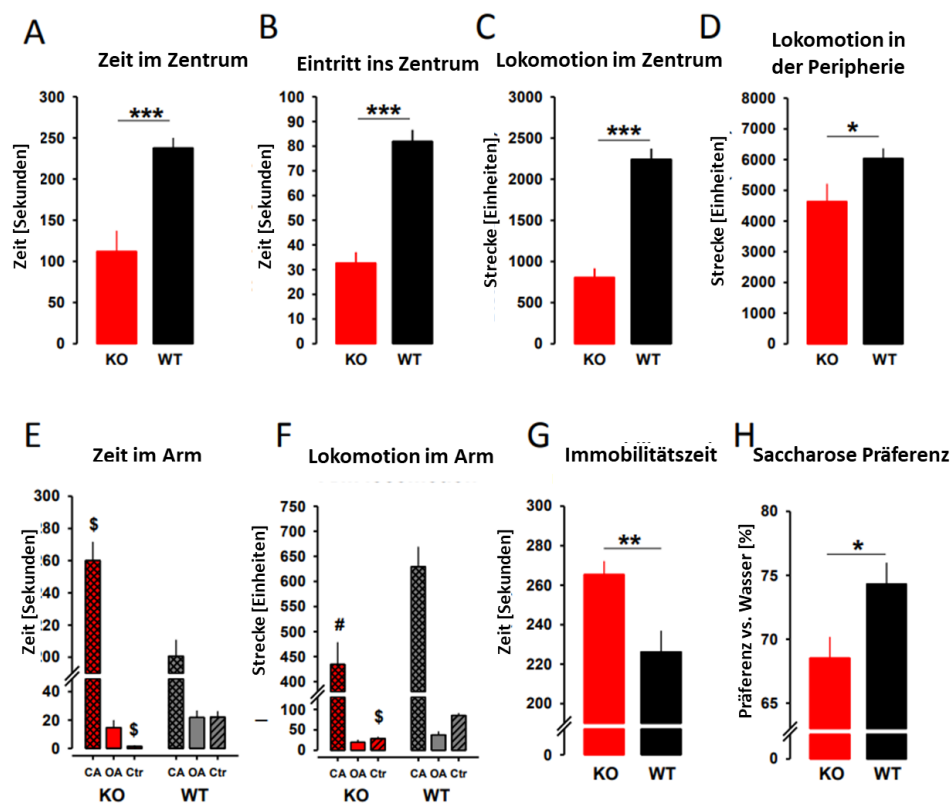 A
Zeit im Zentrum
Zeit [Sekunden]
300
250
200
150
100
50
0
***
KO WT
B
Eintritt ins Zentrum
Zeit [Sekunden]
100
90
80
70
60
50
40
30
20
10
0
***
KO WT
C
Lokomotion im Zentrum
Strecke [Einheiten]
3000
2500
2000
1500
1000
500
0
***
KO WT
D
Lokomotion in
der Peripherie
Strecke [Einheiten]
8000
7000
6000
5000
4000
3000
2000
1000
0
*
KO WT
E
Zeit im Arm
Zeit [Sekunden]
300
260
200
40
20
0
$
$
CA OA Ctr CA OA Ctr
KO WT
F
Lokomotion im Arm
Strecke [Einheiten]
750
700
650
600
550
500
450
400
100
50
0
#
$
CA OA Ctr CA OA Ctr
KO WT
G
Immobilitätszeit
Zeit [Sekunden]
300
280
260
240
220
200
0
**
KO WT
H
Saccharose Präferenz
Präferenz vs. Wasser [%]
80
75
70
65
0
*
KO WT